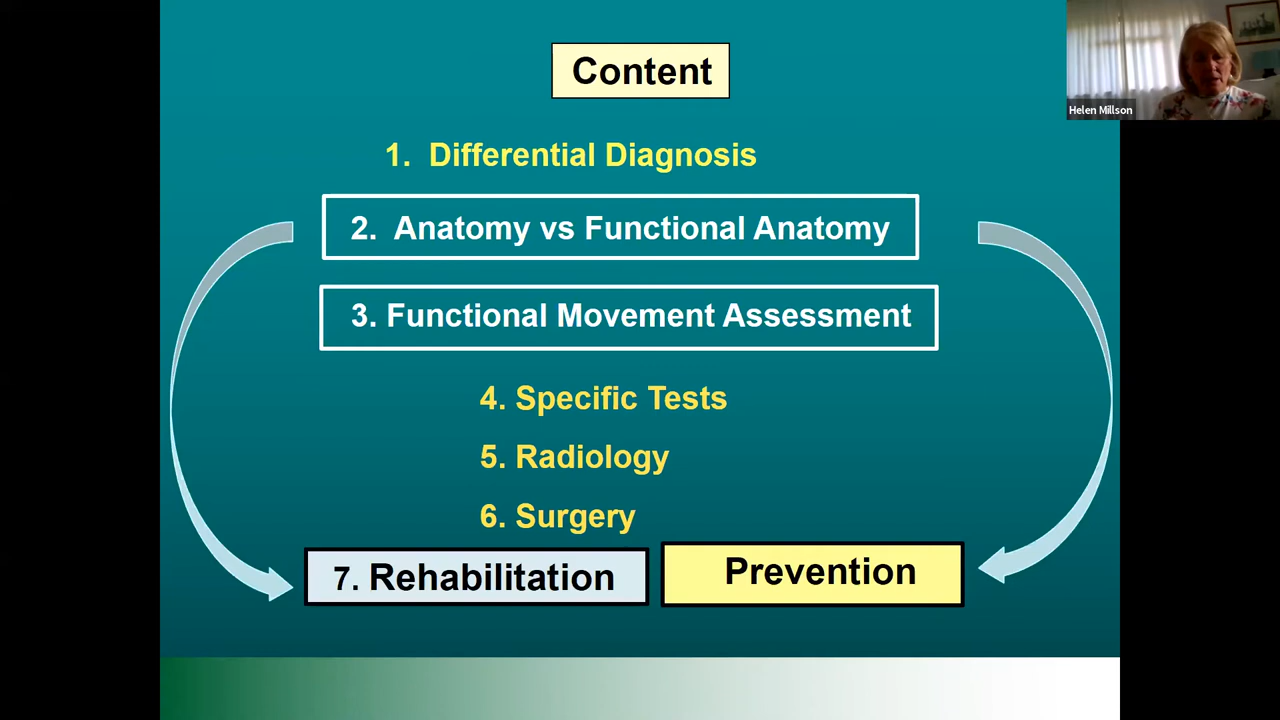 Content
Helen Millson
1. Differential Diagnosis
2. Anatomy vs Functional Anatomy
3. Functional Movement Assessment
4. Specific Tests
5. Radiology
6. Surgery
7. Rehabilitation
Prevention